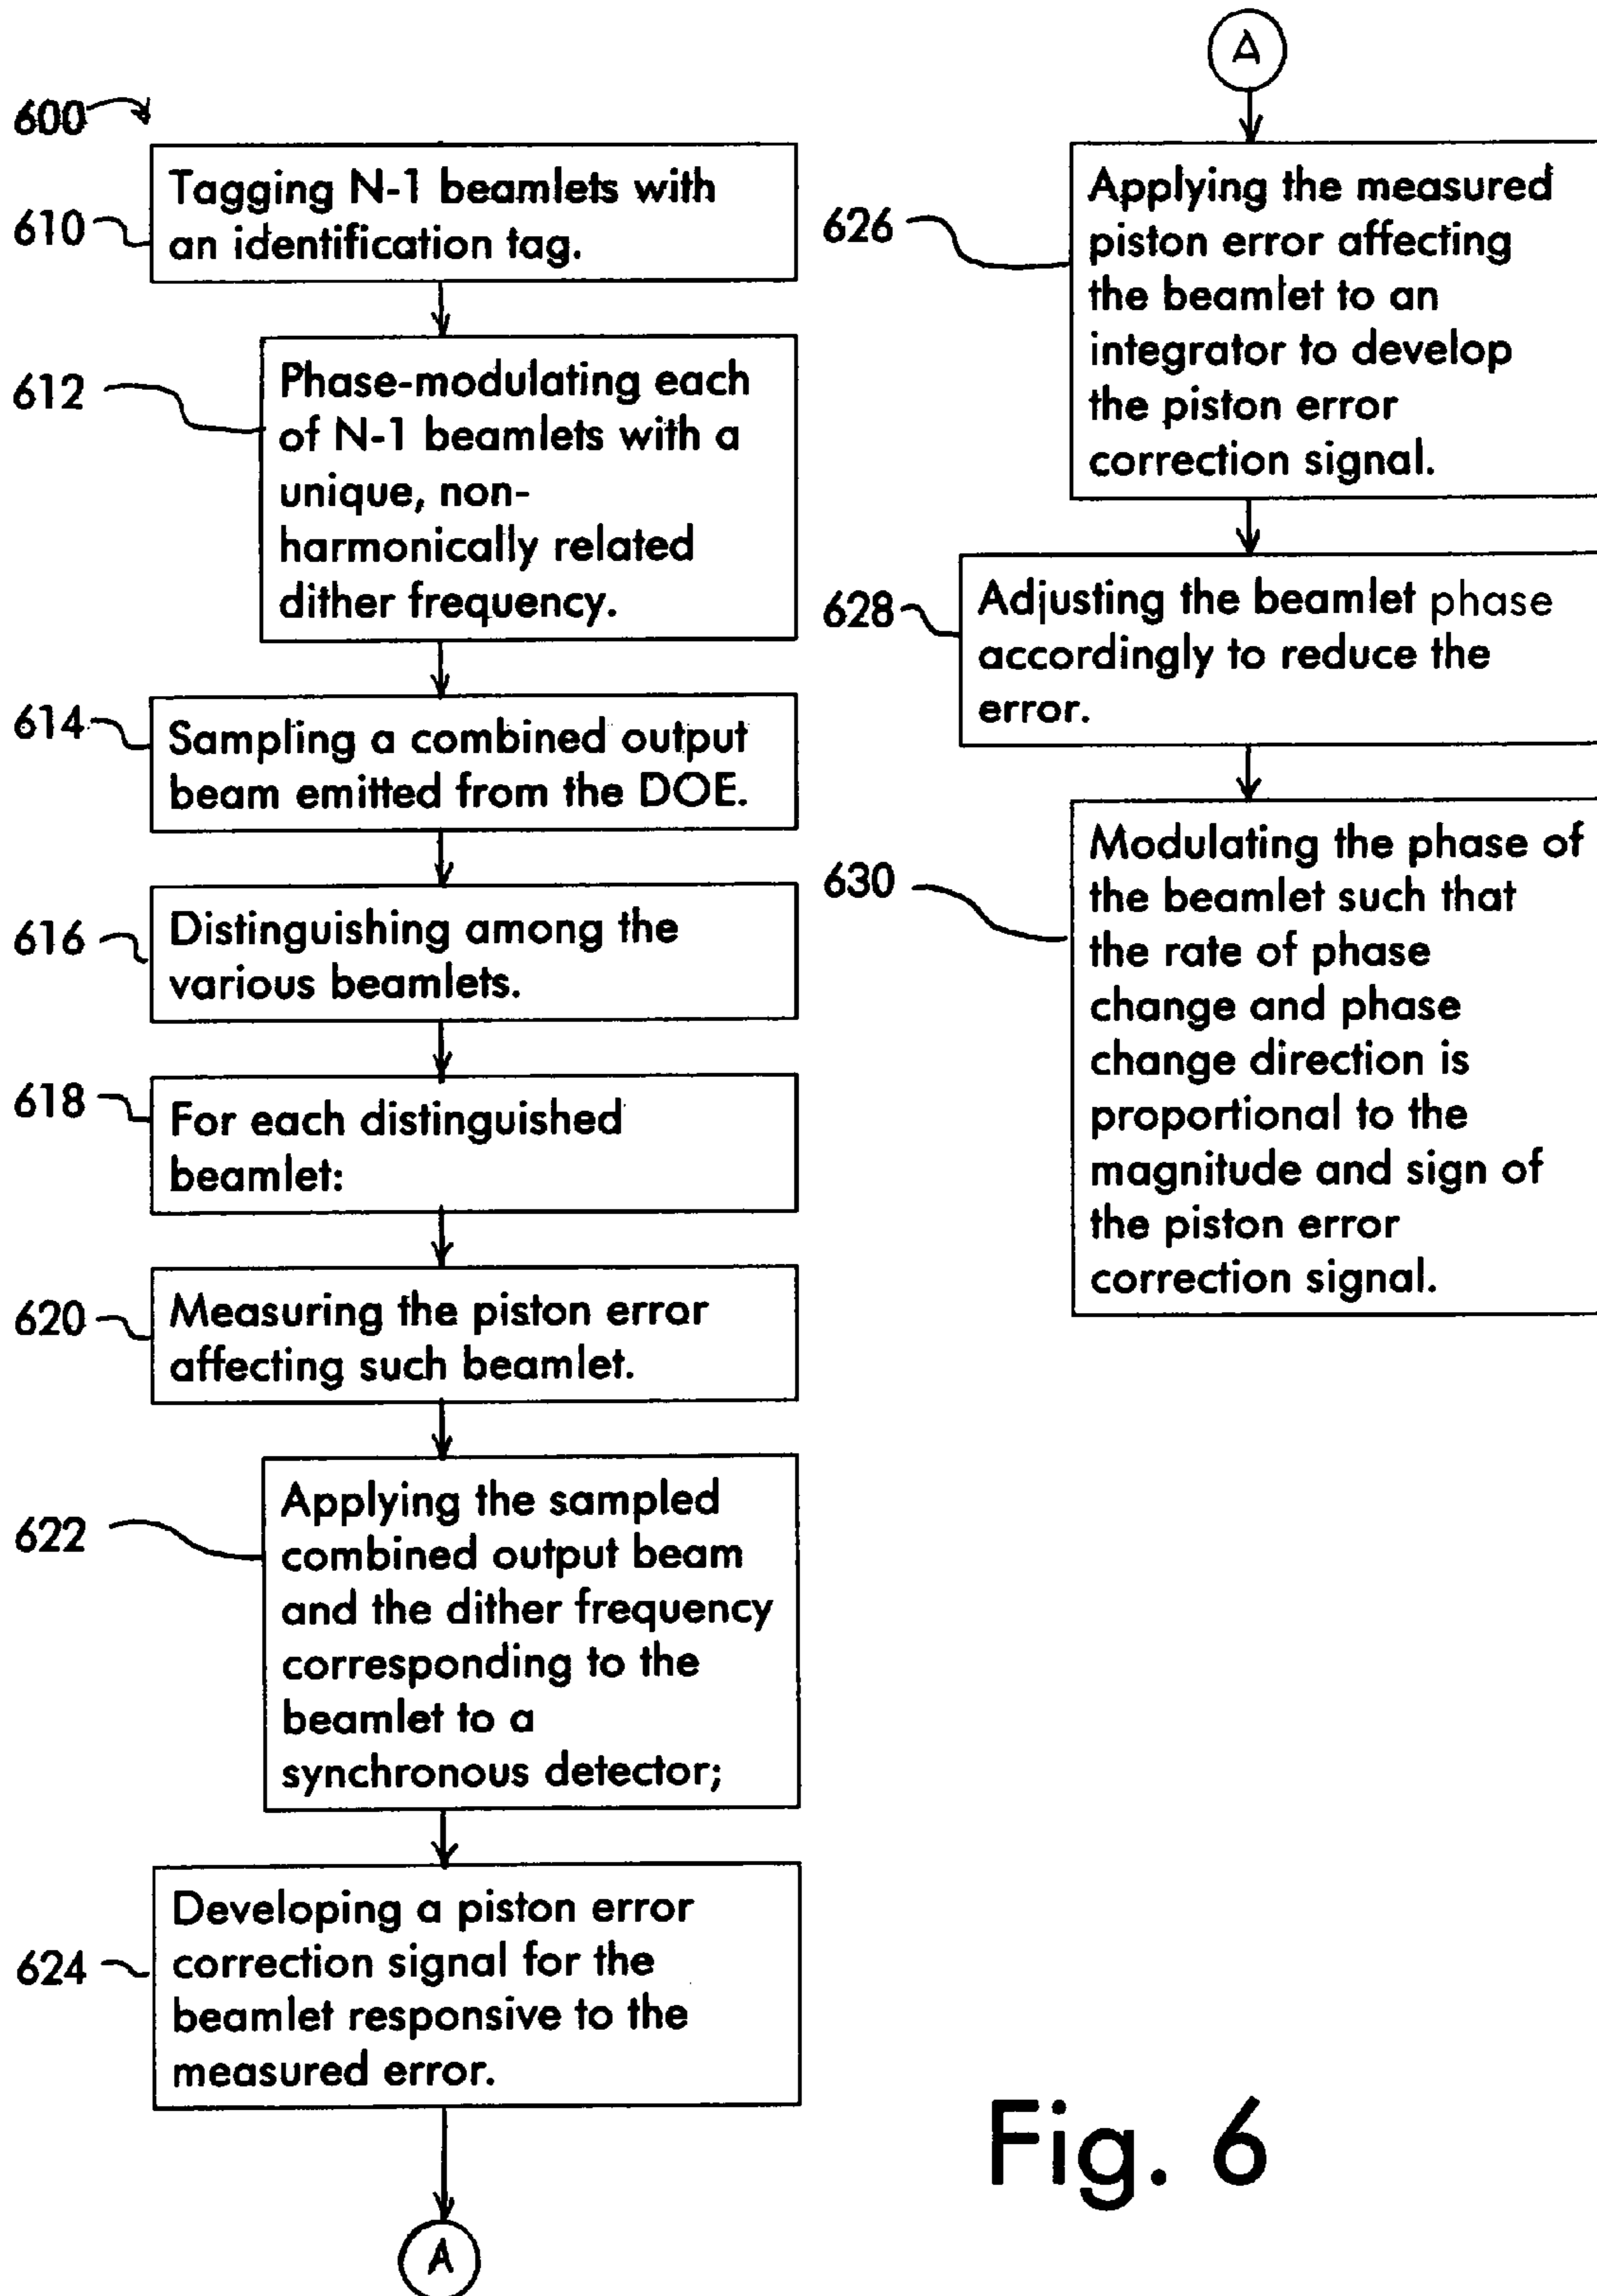 600
610
Tagging N-1 beamlets with
an identification tag.
612
Phase-modulating each
of N-1 beamlets with a
unique, non-
harmonically related
dither frequency.
614
Sampling a combined output
beam emitted from the DOE.
616
Distinguishing among the
various beamlets.
618
For each distinguished
beamlet:
620
Measuring the piston error
affecting such beamlet.
622
Applying the sampled
combined output beam
and the dither frequency
corresponding to the
beamlet to a
synchronous detector;
624
Developing a piston error
correction signal for the
beamlet responsive to the
measured error.
A
A
626
Applying the measured
piston error affecting
the beamlet to an
integrator to develop
the piston error
correction signal.
628
Adjusting the beamlet phase
accordingly to reduce the
error.
630
Modulating the phase of
the beamlet such that
the rate of phase
change and phase
change direction is
proportional to the
magnitude and sign of
the piston error
correction signal.
Fig. 6